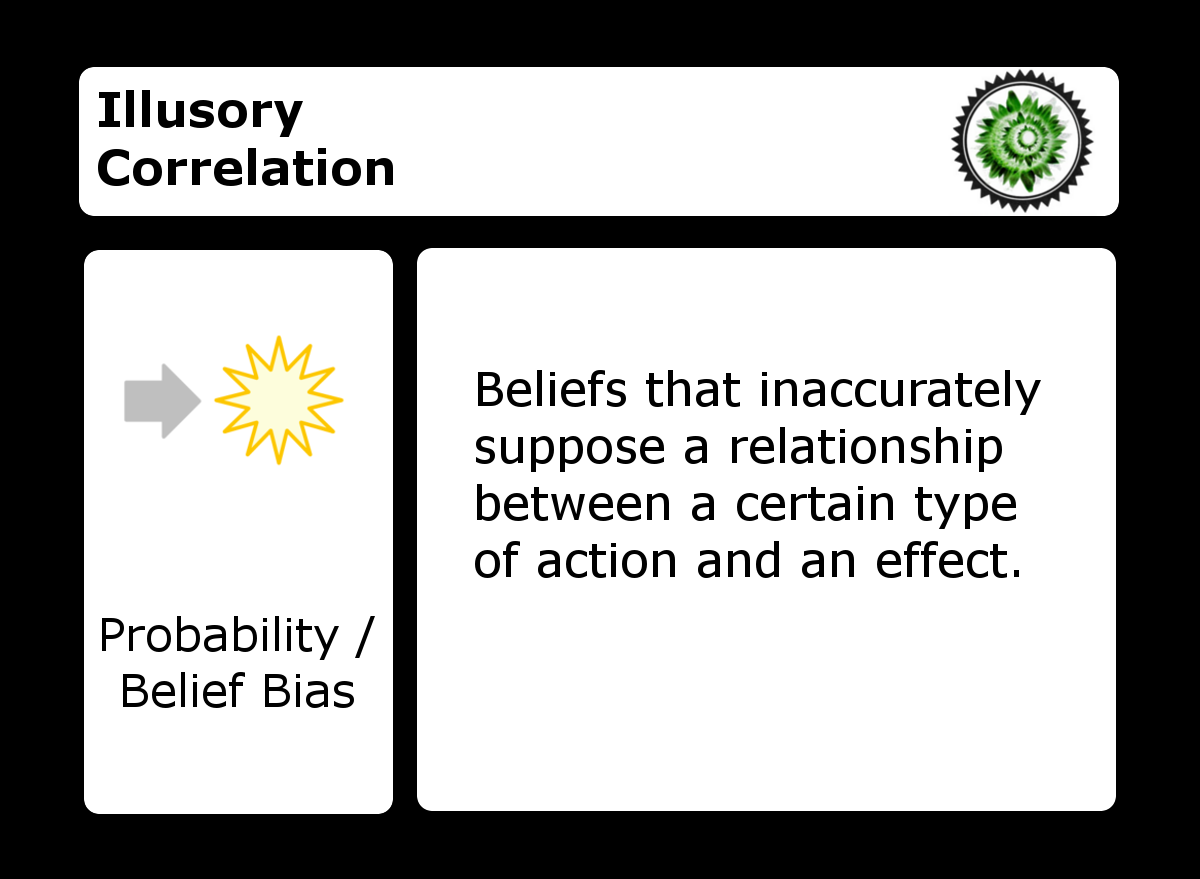 Illusory
Correlation
Beliefs that inaccurately
suppose a relationship
between a certain type
of action and an effect.
Probability /
Belief Bias